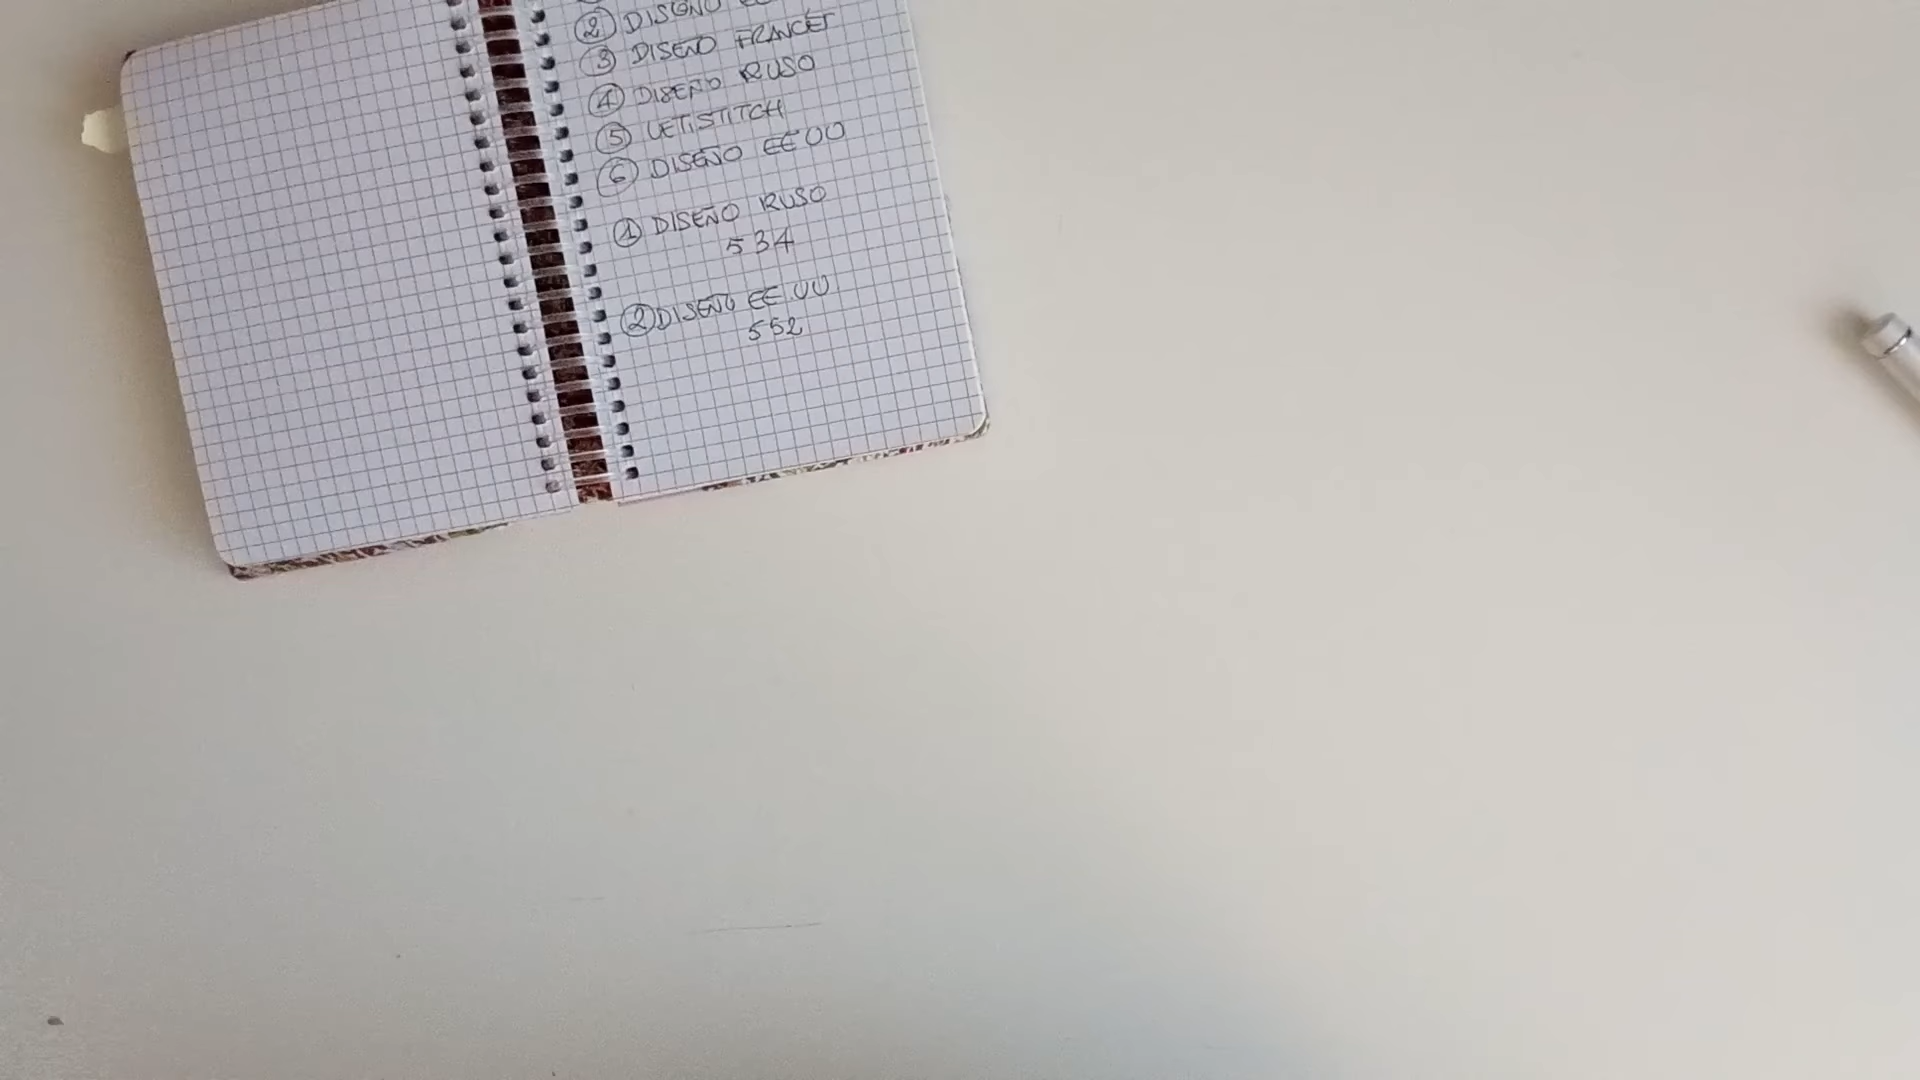 ② DISEÑO
③ DISEÑO FRANCÉS
④ DISEÑO RUSO
⑤ LETISTITCH
⑥ DISEÑO EE UU
① DISEÑO RUSO
534
② DISEÑO EE.UU
552